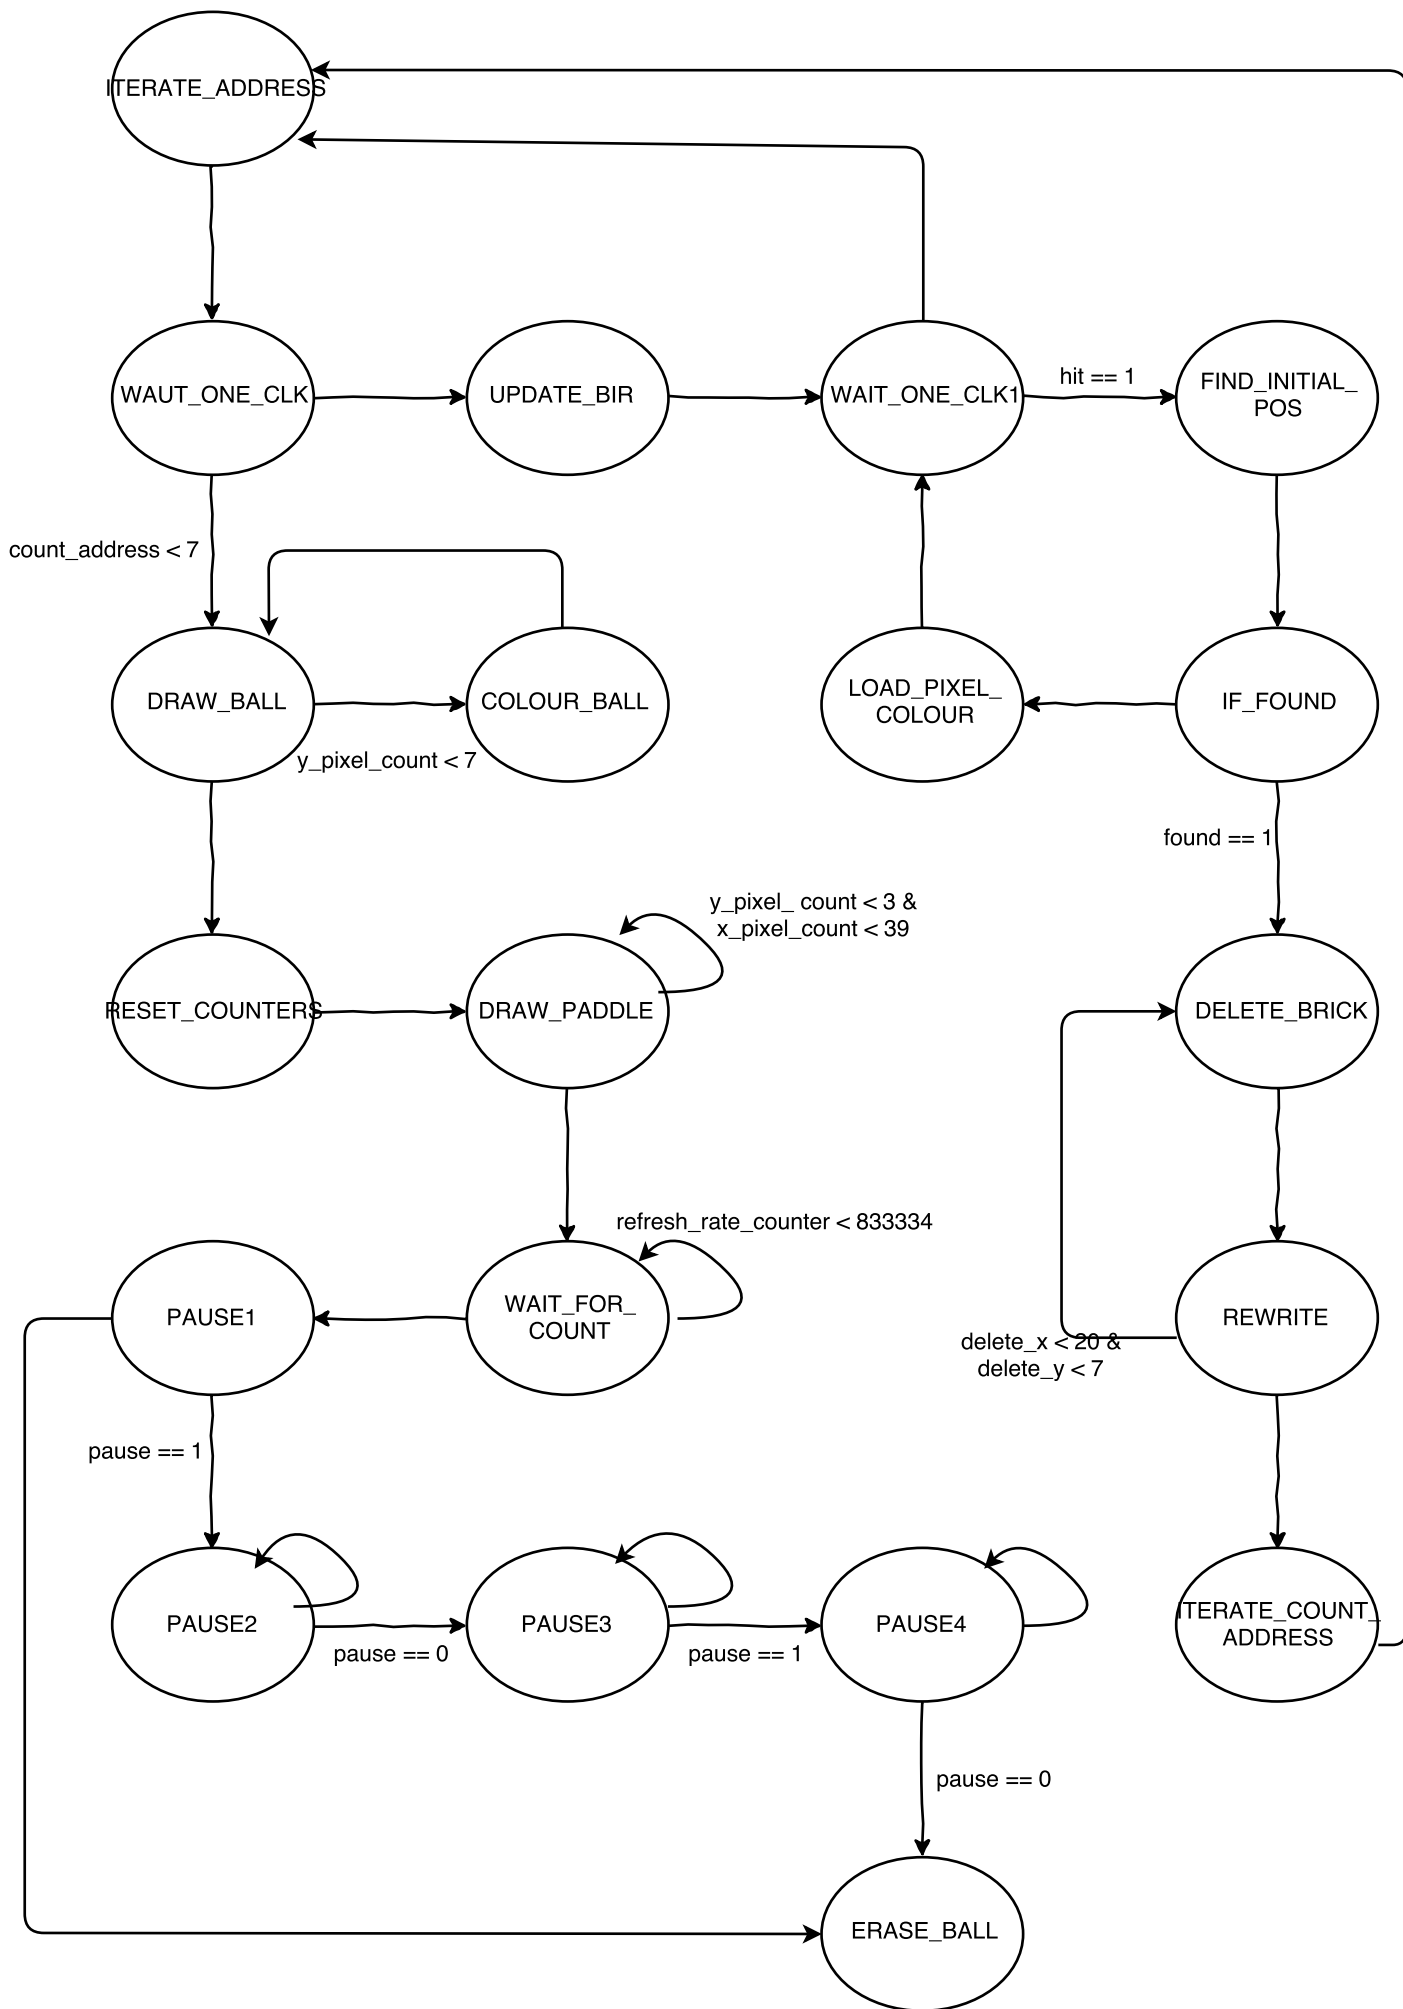 ITERATE_ADDRESS
WAUT_ONE_CLK
UPDATE_BIR
WAIT_ONE_CLK1
hit == 1
FIND_INITIAL_
POS
count_address < 7
DRAW_BALL
y_pixel_count < 7
COLOUR_BALL
LOAD_PIXEL_
COLOUR
IF_FOUND
found == 1
RESET_COUNTERS
DRAW_PADDLE
y_pixel_ count < 3 &
x_pixel_count < 39
DELETE_BRICK
refresh_rate_counter < 833334
PAUSE1
WAIT_FOR_
COUNT
delete_x < 20 &
delete_y < 7
REWRITE
pause == 1
PAUSE2
pause == 0
PAUSE3
pause == 1
PAUSE4
ITERATE_COUNT_
ADDRESS
pause == 0
ERASE_BALL